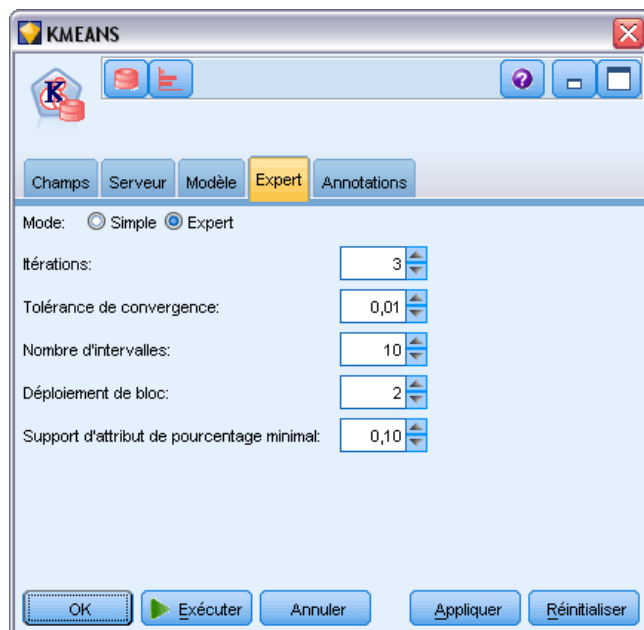 KMEANS
K
?
Champs Serveur Modèle Expert Annotations
Mode: Simple Expert
Itérations: 3
Tolérance de convergence: 0,01
Nombre d'intervalles: 10
Déploiement de bloc: 2
Support d'attribut de pourcentage minimal: 0,10
OK Exécuter Annuler Appliquer Réinitialiser